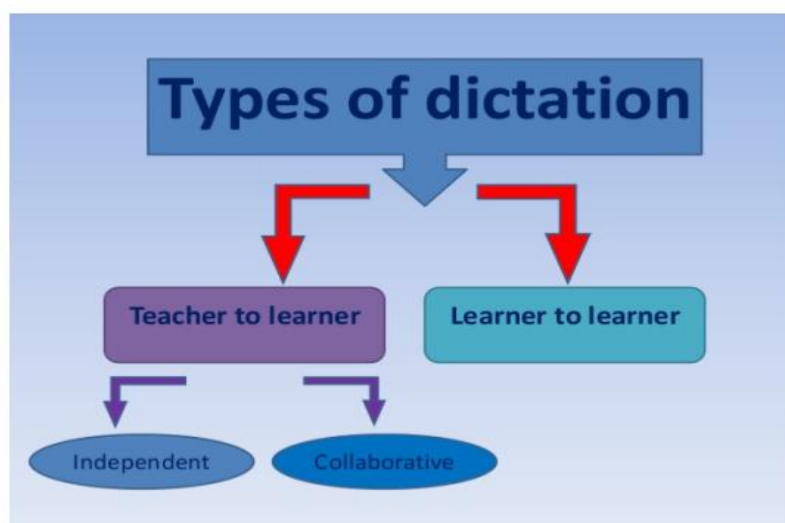 Types of dictation
Teacher to learner
Learner to learner
Independent
Collaborative